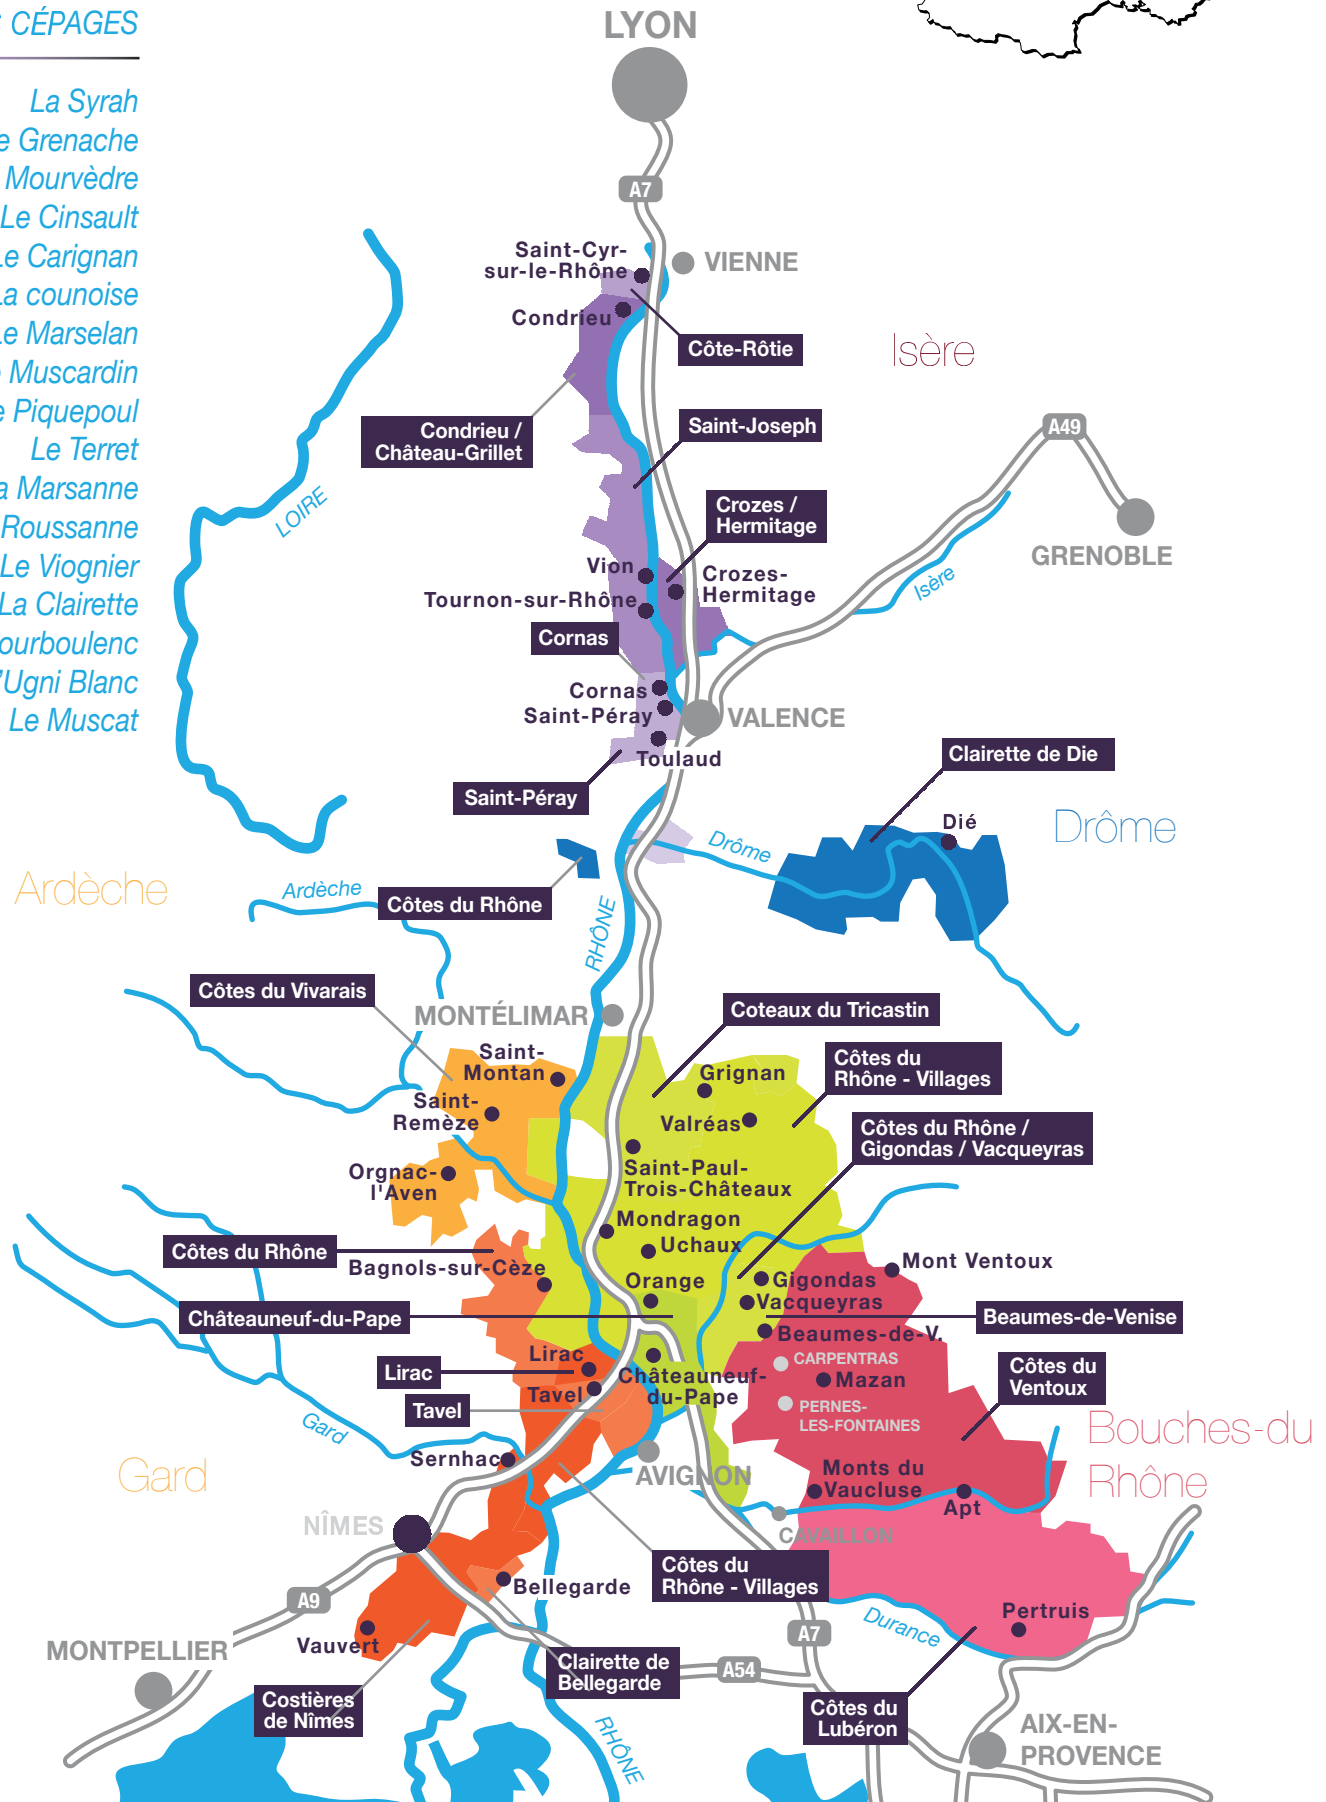 S CÉPAGES
La Syrah
e Grenache
Mourvèdre
Le Cinsault
Le Carignan
La counoise
Le Marselan
e Muscardin
e Piquepoul
Le Terret
a Marsanne
Roussanne
Le Viognier
La Clairette
ourboulenc
'Ugni Blanc
Le Muscat
LYON
A7
Saint-Cyr-
sur-le-Rhône
VIENNE
Condrieu
Côte-Rôtie
Isère
Condrieu /
Château-Grillet
Saint-Joseph
A49
LOIRE
Crozes /
Hermitage
GRENOBLE
Vion
Crozes-
Hermitage
Isère
Tournon-sur-Rhône
Cornas
Cornas
Saint-Péray
VALENCE
Toulaud
Clairette de Die
Saint-Péray
Dié
Drôme
Drôme
Ardèche
Ardèche
Côtes du Rhône
RHÔNE
Côtes du Vivarais
MONTÉLIMAR
Coteaux du Tricastin
Saint-
Montan
Grignan
Côtes du
Rhône - Villages
Saint-
Remèze
Valréas
Côtes du Rhône /
Gigondas / Vacqueyras
Orgnac-
l'Aven
Saint-Paul-
Trois-Châteaux
Mondragon
Uchaux
Côtes du Rhône
Bagnols-sur-Cèze
Mont Ventoux
Orange
Gigondas
Vacqueyras
Châteauneuf-du-Pape
Beaumes-de-Venise
Beaumes-de-V.
Lirac
Lirac
CARPENTRAS
Châteauneuf-
du-Pape
Mazan
Côtes du
Ventoux
Tavel
Tavel
PERNES-
LES-FONTAINES
Gard
Bouches-du
Rhône
Sernhac
Gard
AVIGNON
Monts du
Vaucluse
Apt
NÎMES
CAVAILLON
Côtes du
Rhône - Villages
Bellegarde
A9
Durance
Pertruis
Vauvert
A7
MONTPELLIER
Clairette de
Bellegarde
A54
Costières
de Nîmes
Côtes du
Lubéron
RHÔNE
AIX-EN-
PROVENCE